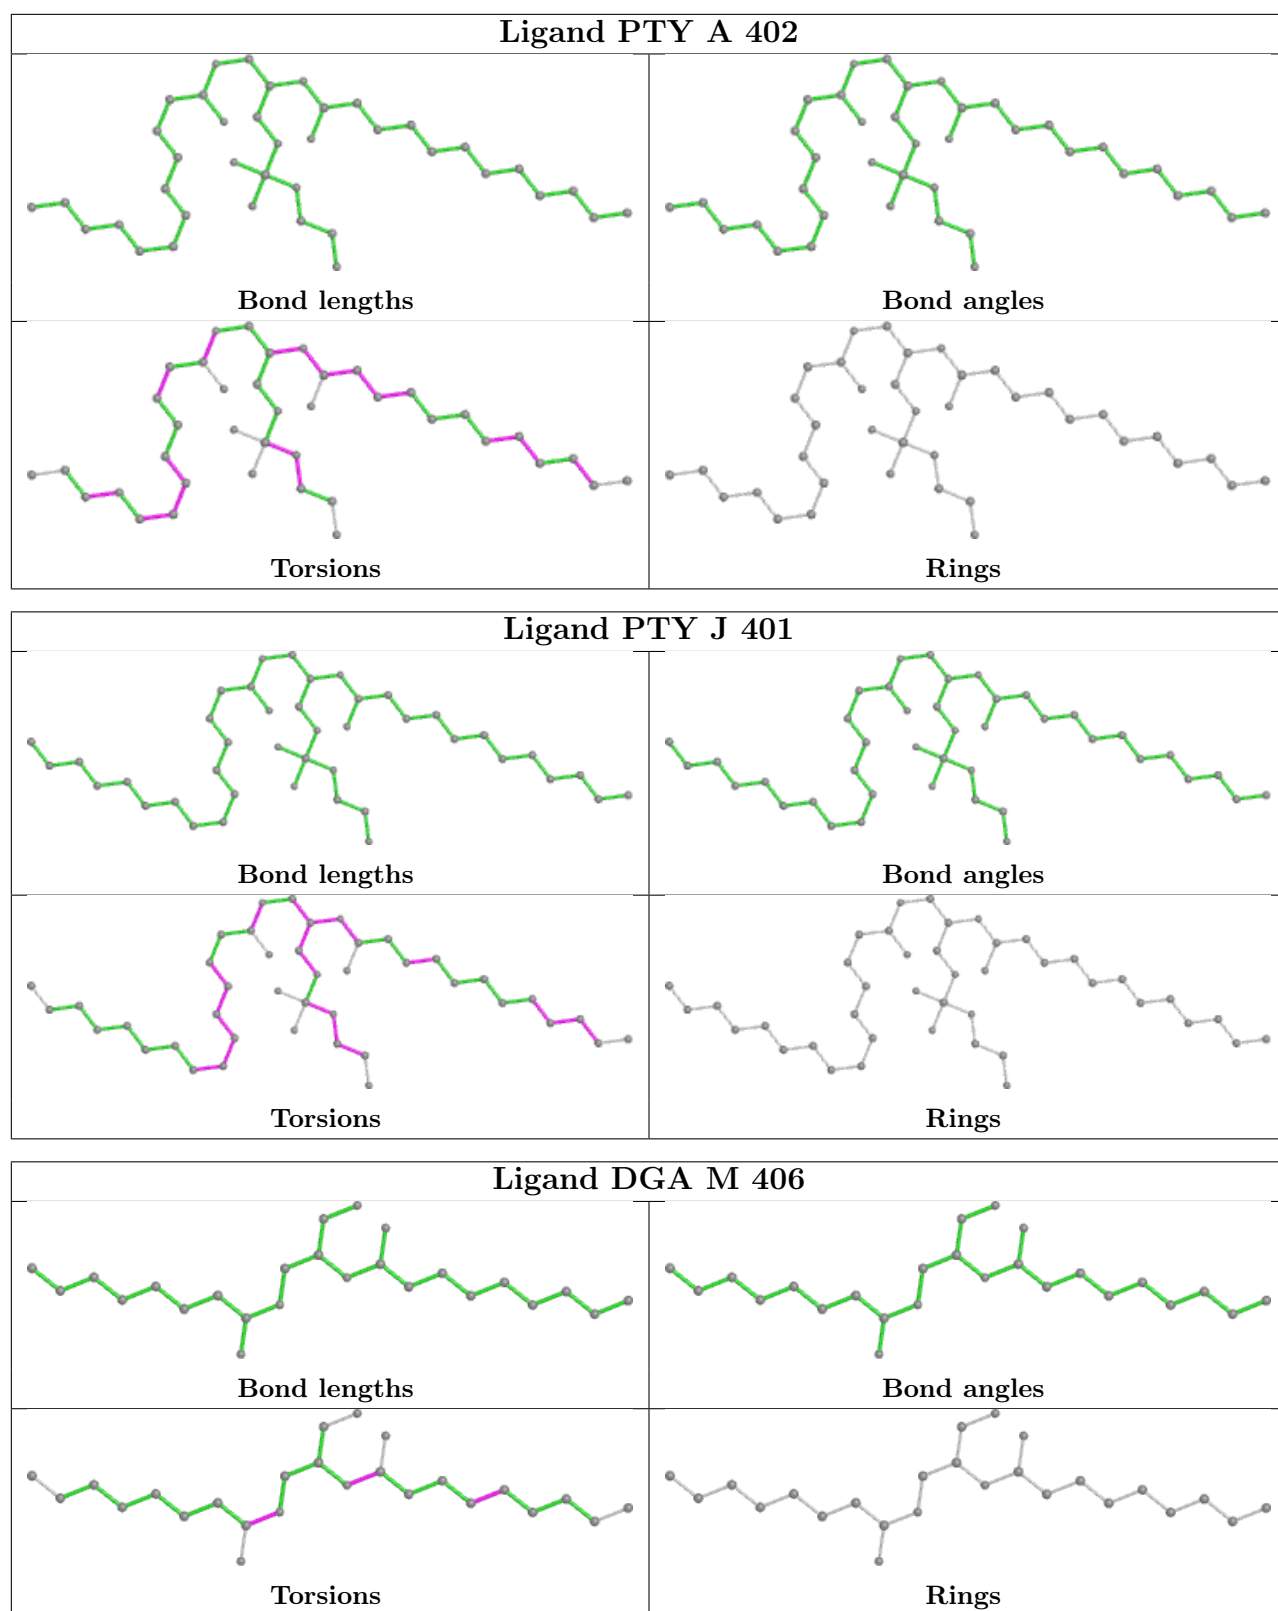 Ligand PTY A 402
Bond lengths
Bond angles
Torsions
Rings
Ligand PTY J 401
Bond lengths
Bond angles
Torsions
Rings
Ligand DGA M 406
Bond lengths
Bond angles
Torsions
Rings